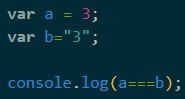 var a = 3;
var b="3";
console.log(a===b);